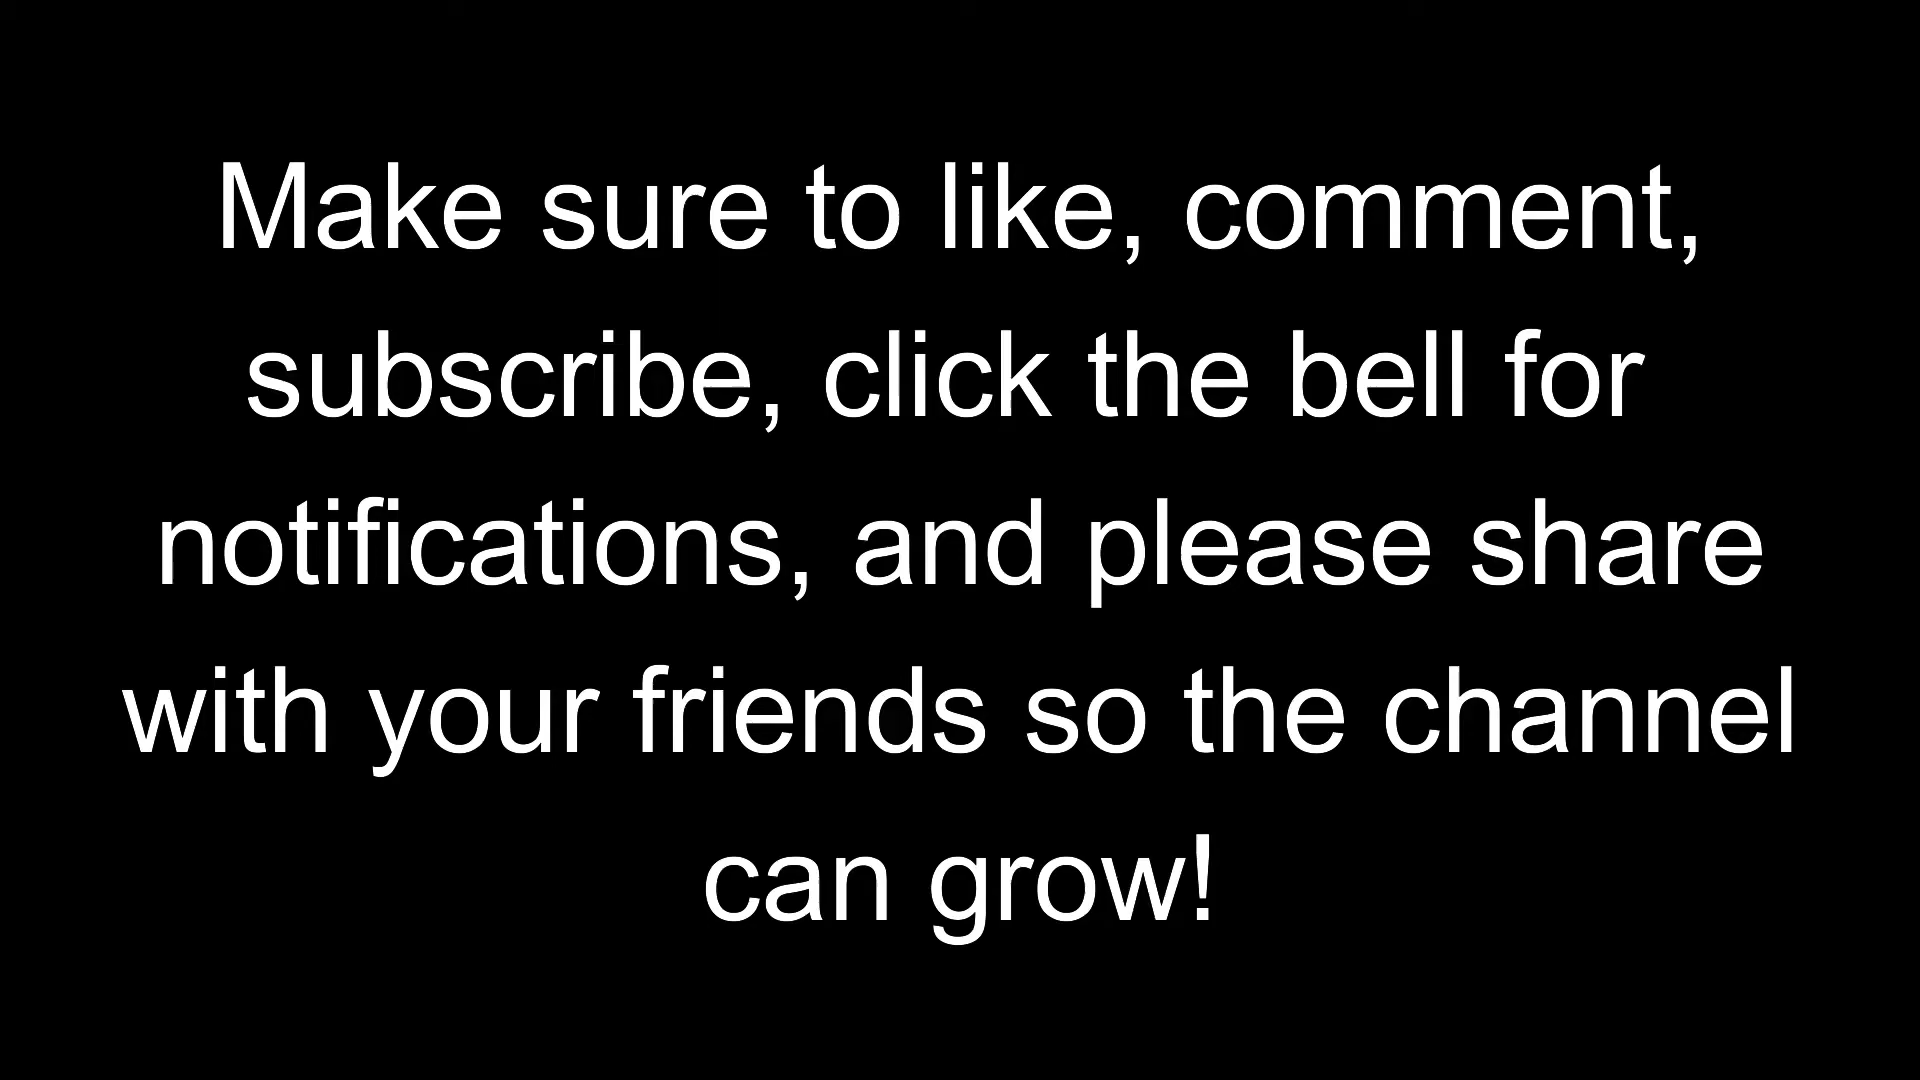 Make sure to like, comment,
subscribe, click the bell for
notifications, and please share
with your friends so the channel
can grow!